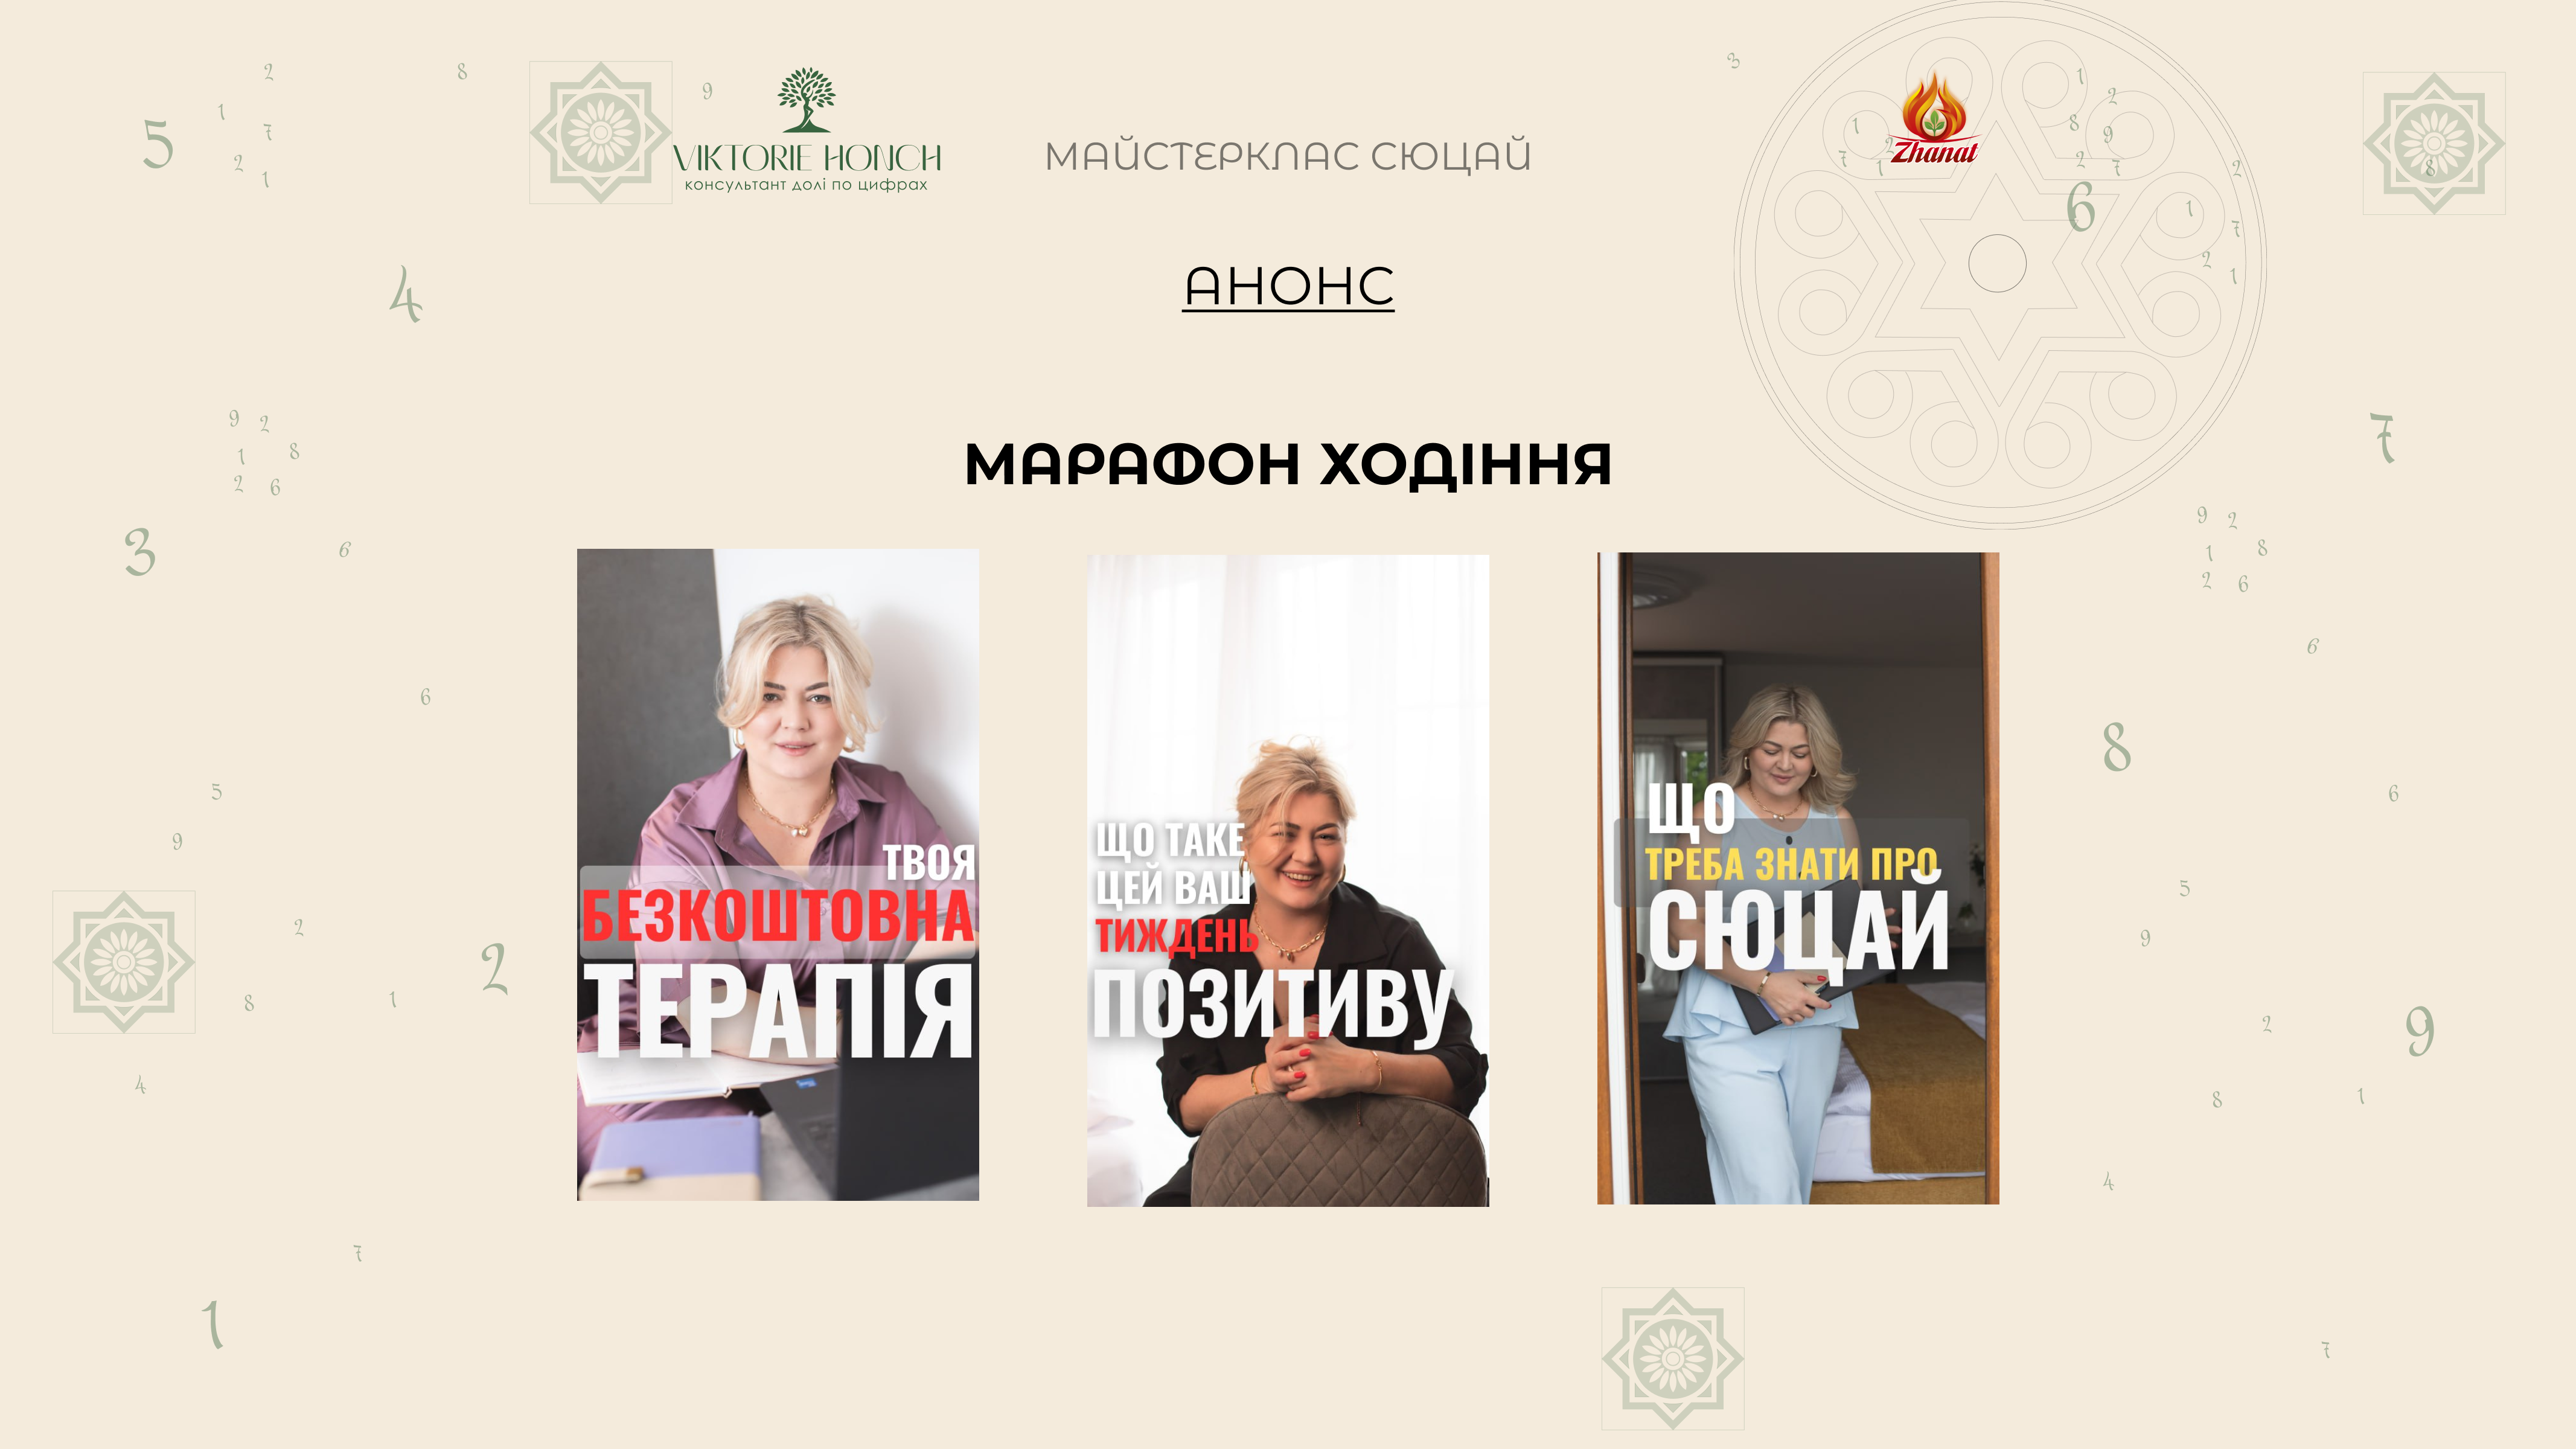 VIKTORIE HONCH
консультант долі по цифрах
МАЙСТЕРКЛАС СЮЦАЙ
Zhanat
АНОНС
МАРАФОН ХОДІННЯ
ТВОЯ
БЕЗКОШТОВНА
ТЕРАПІЯ
ЩО ТАКЕ
ЦЕЙ ВАШ
ТИЖДЕНЬ
ПОЗИТИВУ
ЩО
ТРЕБА ЗНАТИ ПРО
СЮЦАЙ